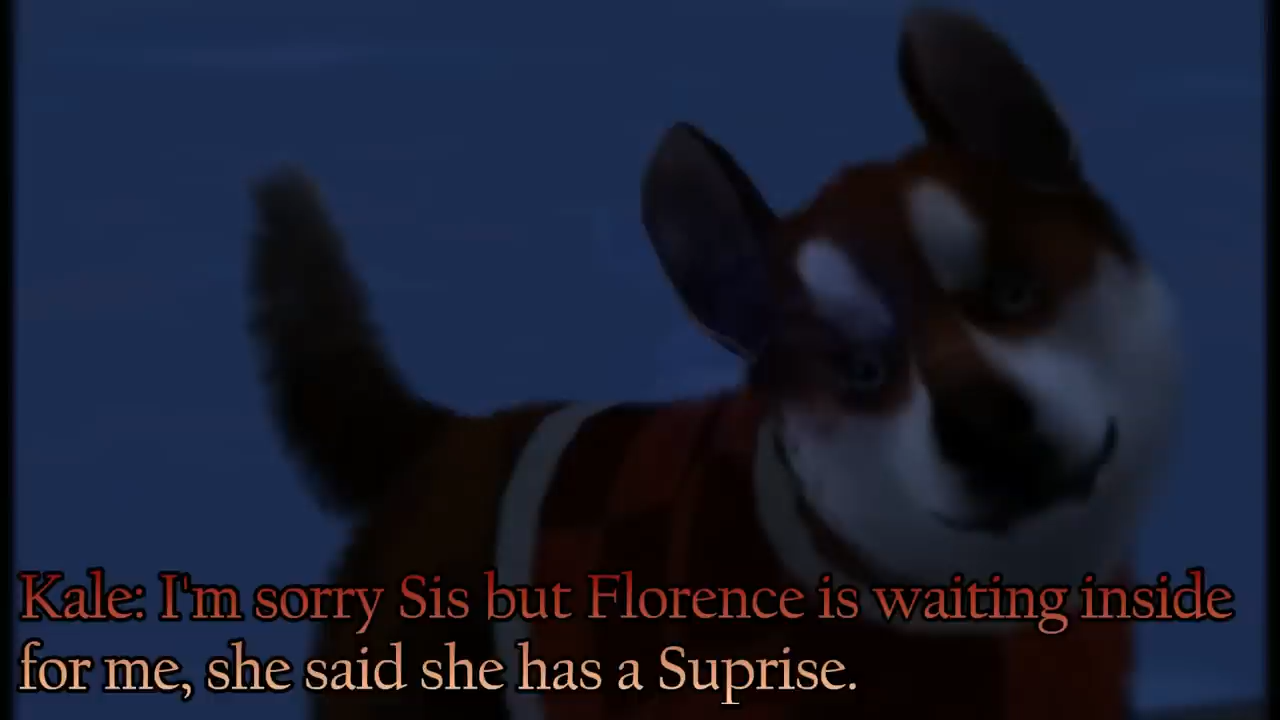 Kale: I'm sorry Sis but Florence is waiting inside
for me, she said she has a Suprise.